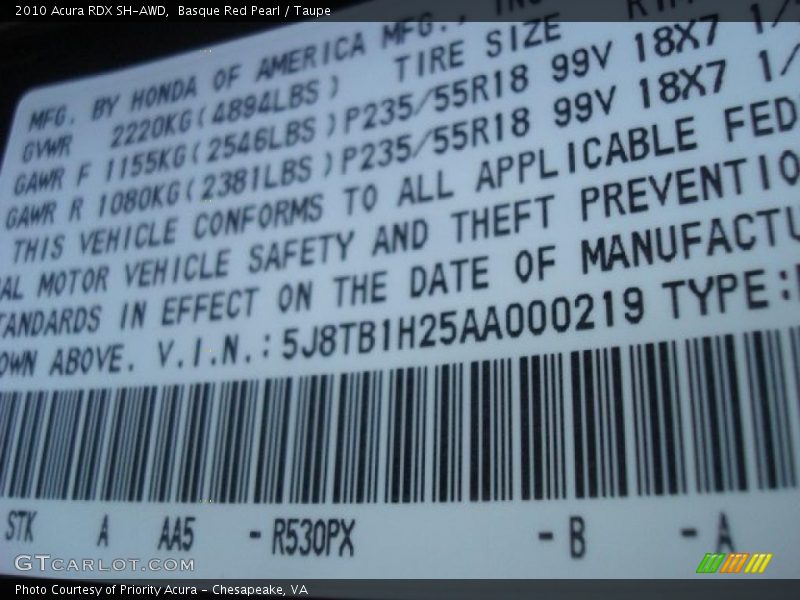 2010 Acura RDX SH-AWD,  Basque Red Pearl / Taupe
MFG. BY HONDA OF AMERICA MFG.,
GVWR 2220KG(4894LBS) TIRE SIZE
GAWR F 1155KG(2546LBS)P235/55R18 99V 18X7
GAWR R 1080KG(2381LBS)P235/55R18 99V 18X7
THIS VEHICLE CONFORMS TO ALL APPLICABLE FED
AL MOTOR VEHICLE SAFETY AND THEFT PREVENTIO
TANDARDS IN EFFECT ON THE DATE OF MANUFACTU
OWN ABOVE. V.I.N.:5J8TB1H25AA000219 TYPE:
STK A AA5 - R530PX - B - A
GTCARLOT.COM
Photo Courtesy of Priority Acura - Chesapeake, VA